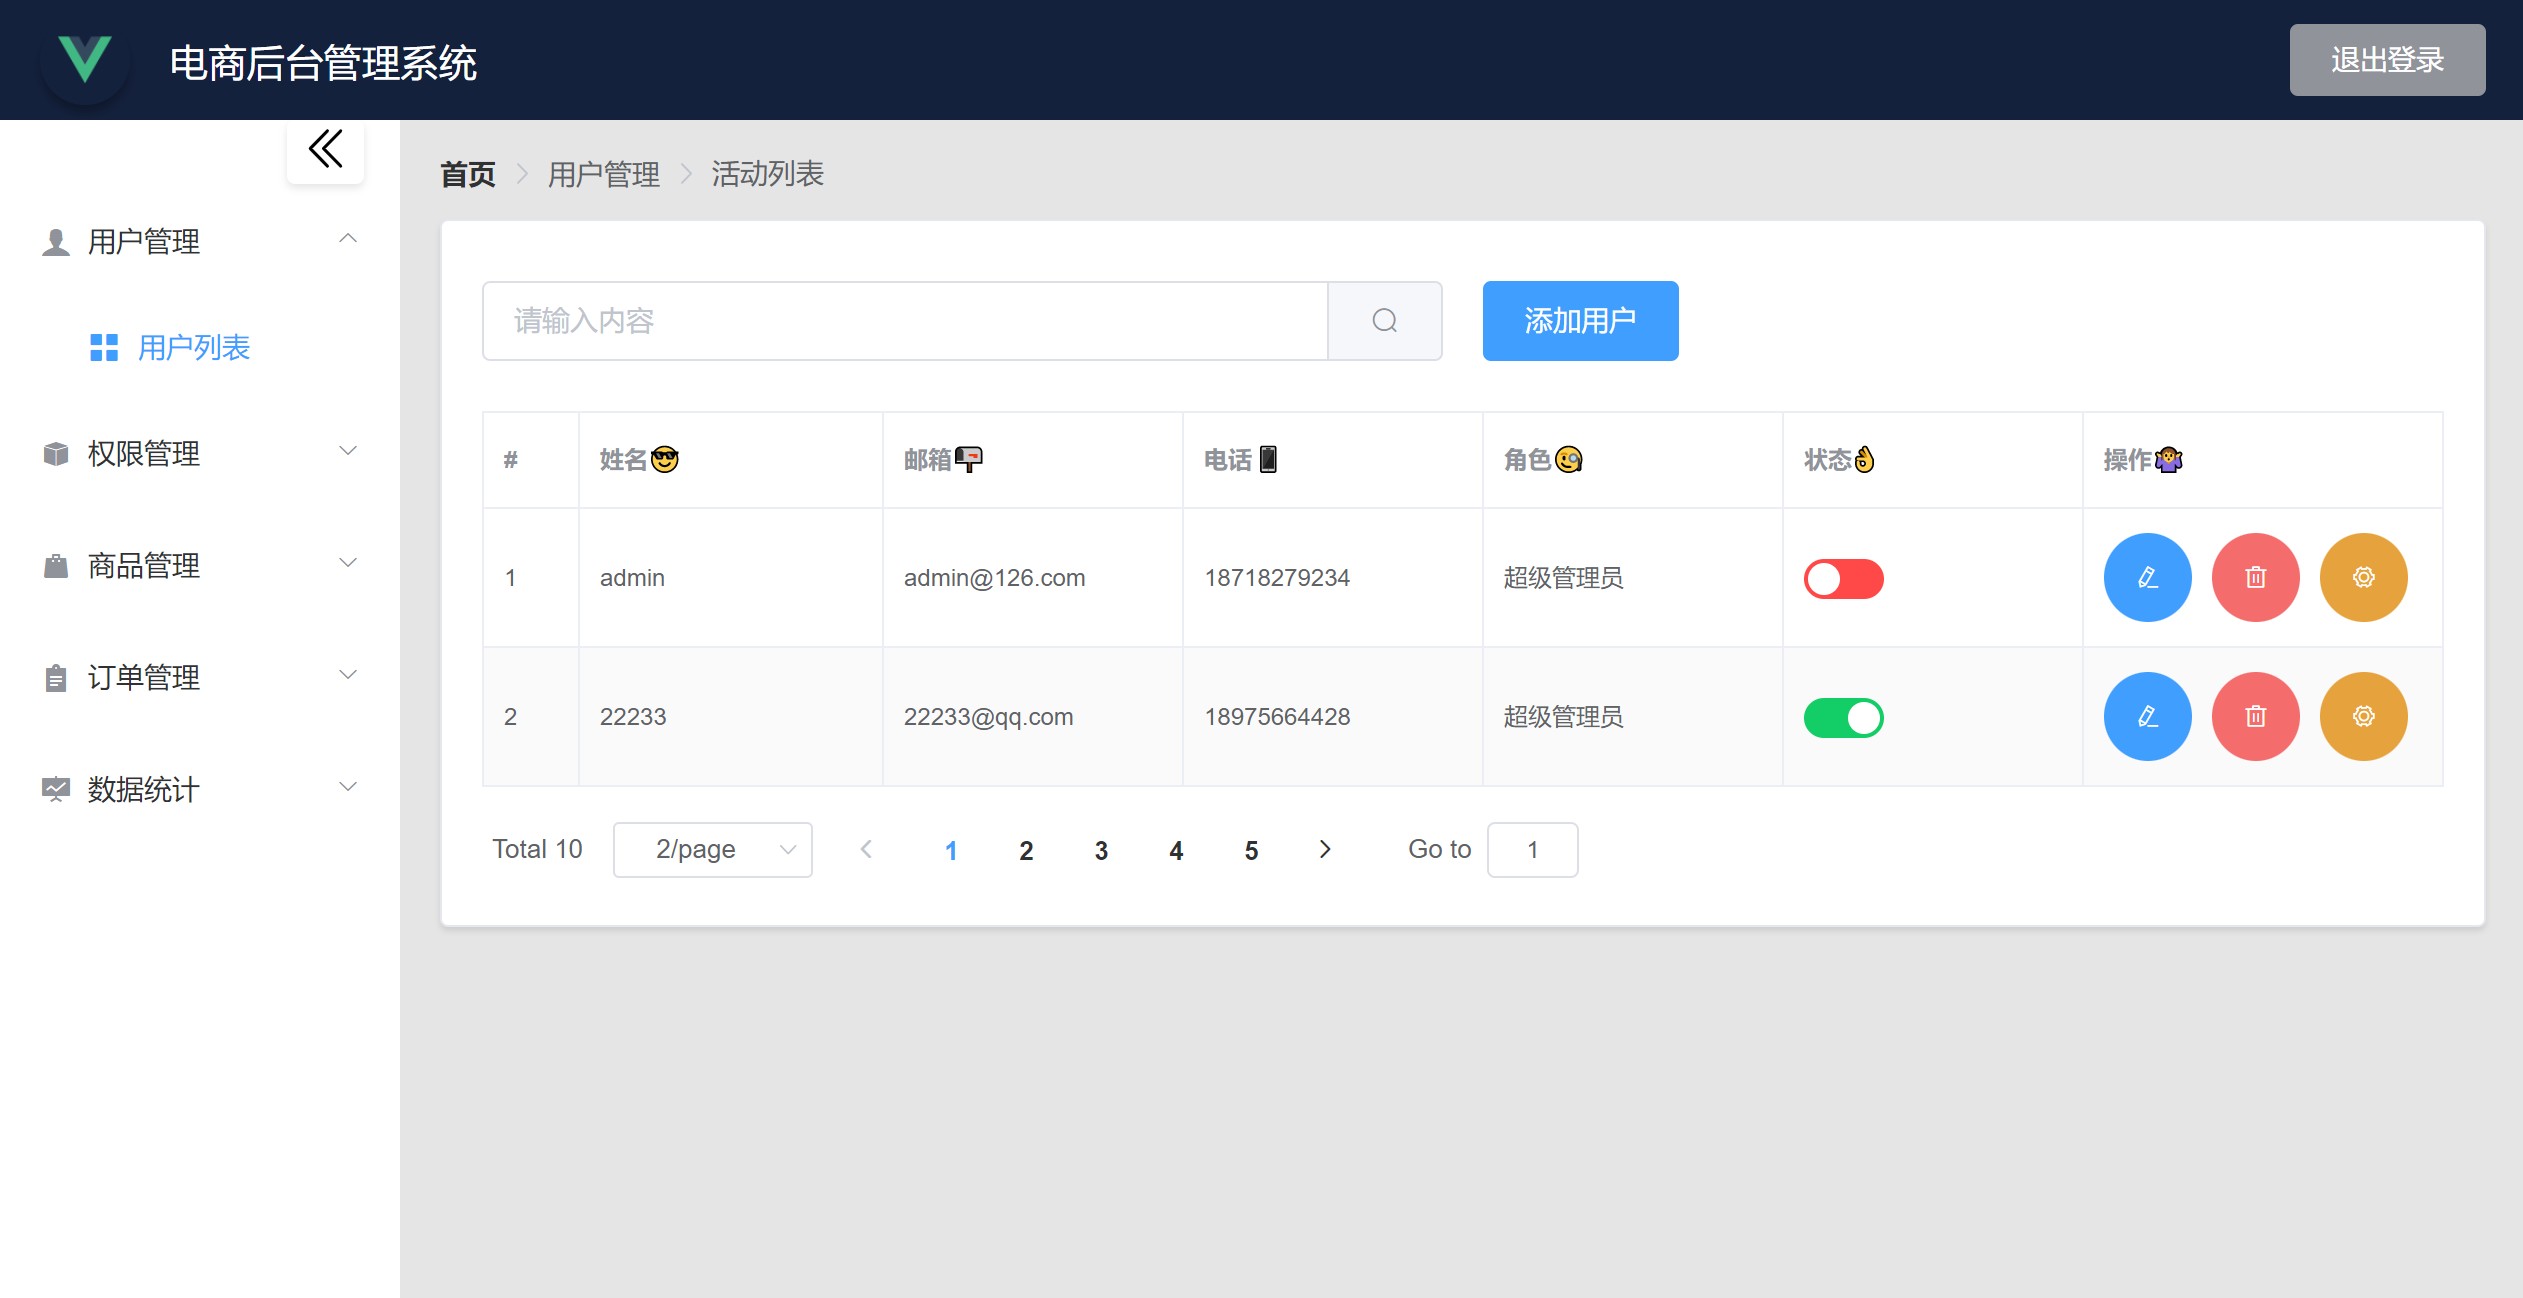 电商后台管理系统
退出登录
首页 用户管理 活动列表
用户管理
用户列表
权限管理
商品管理
订单管理
数据统计
请输入内容
添加用户
# 姓名😎 邮箱📭 电话📱 角色🧐 状态👌 操作🤷‍♀️
1 admin admin@126.com 18718279234 超级管理员
2 22233 22233@qq.com 18975664428 超级管理员
Total 10 2/page 1 2 3 4 5 Go to 1